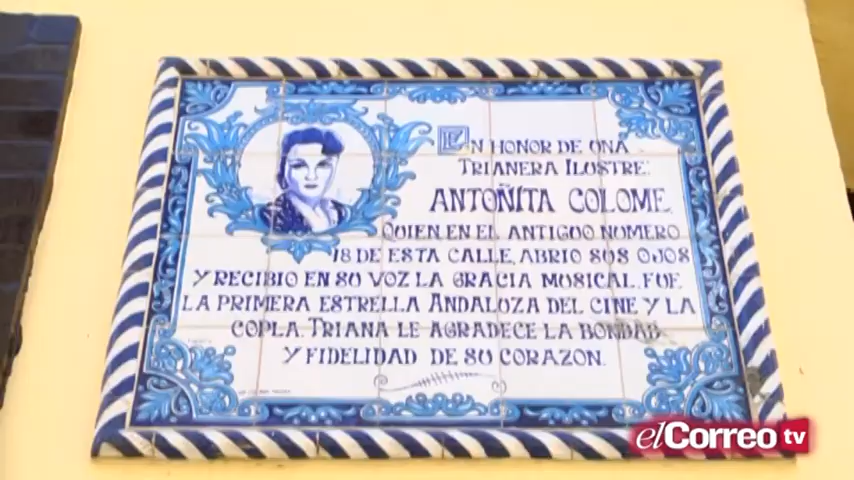 EN HONOR DE UNA
TRIANERA ILUSTRE:
ANTOÑITA COLOME,
QUIEN EN EL ANTIGUO NUMERO
18 DE ESTA CALLE, ABRIO SUS OJOS
Y RECIBIO EN SU VOZ LA GRACIA MUSICAL. FUE
LA PRIMERA ESTRELLA ANDALUZA DEL CINE Y LA
COPLA. TRIANA LE AGRADECE LA BONDAD
Y FIDELIDAD DE SU CORAZON.
elCorreo tv